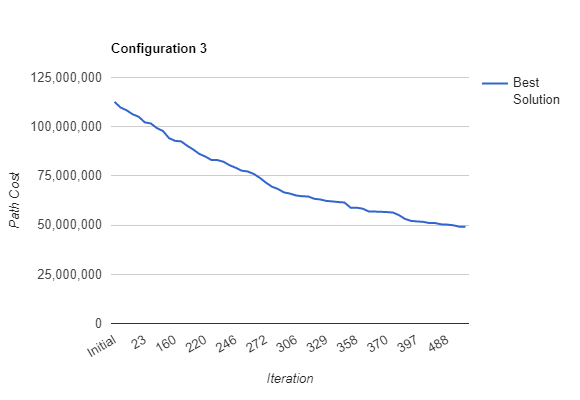 Configuration 3
125,000,000
100,000,000
75,000,000
50,000,000
25,000,000
0
Path Cost
Initial 23 160 220 246 272 306 329 358 370 397 488
Iteration
Best
Solution